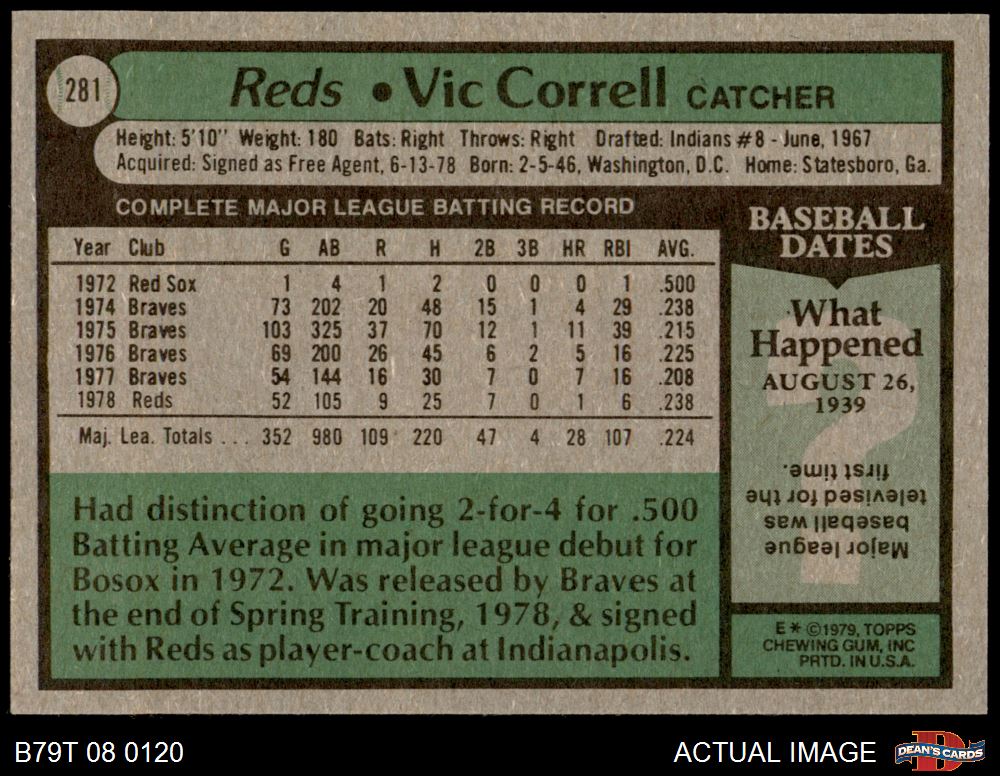 281
Reds • Vic Correll CATCHER
Height: 5'10" Weight: 180 Bats: Right Throws: Right Drafted: Indians #8 - June, 1967
Acquired: Signed as Free Agent, 6-13-78 Born: 2-5-46, Washington, D.C. Home: Statesboro, Ga.
COMPLETE MAJOR LEAGUE BATTING RECORD
Year Club G AB R H 2B 3B HR RBI AVG.
1972 Red Sox 1 4 1 2 0 0 0 1 .500
1974 Braves 73 202 20 48 15 1 4 29 .238
1975 Braves 103 325 37 70 12 1 11 39 .215
1976 Braves 69 200 26 45 6 2 5 16 .225
1977 Braves 54 144 16 30 7 0 7 16 .208
1978 Reds 52 105 9 25 7 0 1 6 .238
Maj. Lea. Totals . . . 352 980 109 220 47 4 28 107 .224
Had distinction of going 2-for-4 for .500
Batting Average in major league debut for
Bosox in 1972. Was released by Braves at
the end of Spring Training, 1978, & signed
with Reds as player-coach at Indianapolis.
BASEBALL
DATES
What
Happened
AUGUST 26,
1939
?
Major league
baseball was
televised for the
first time.
E * ©1979, TOPPS
CHEWING GUM, INC
PRTD. IN U.S.A.
B79T 08 0120
ACTUAL IMAGE
DEAN'S CARDS